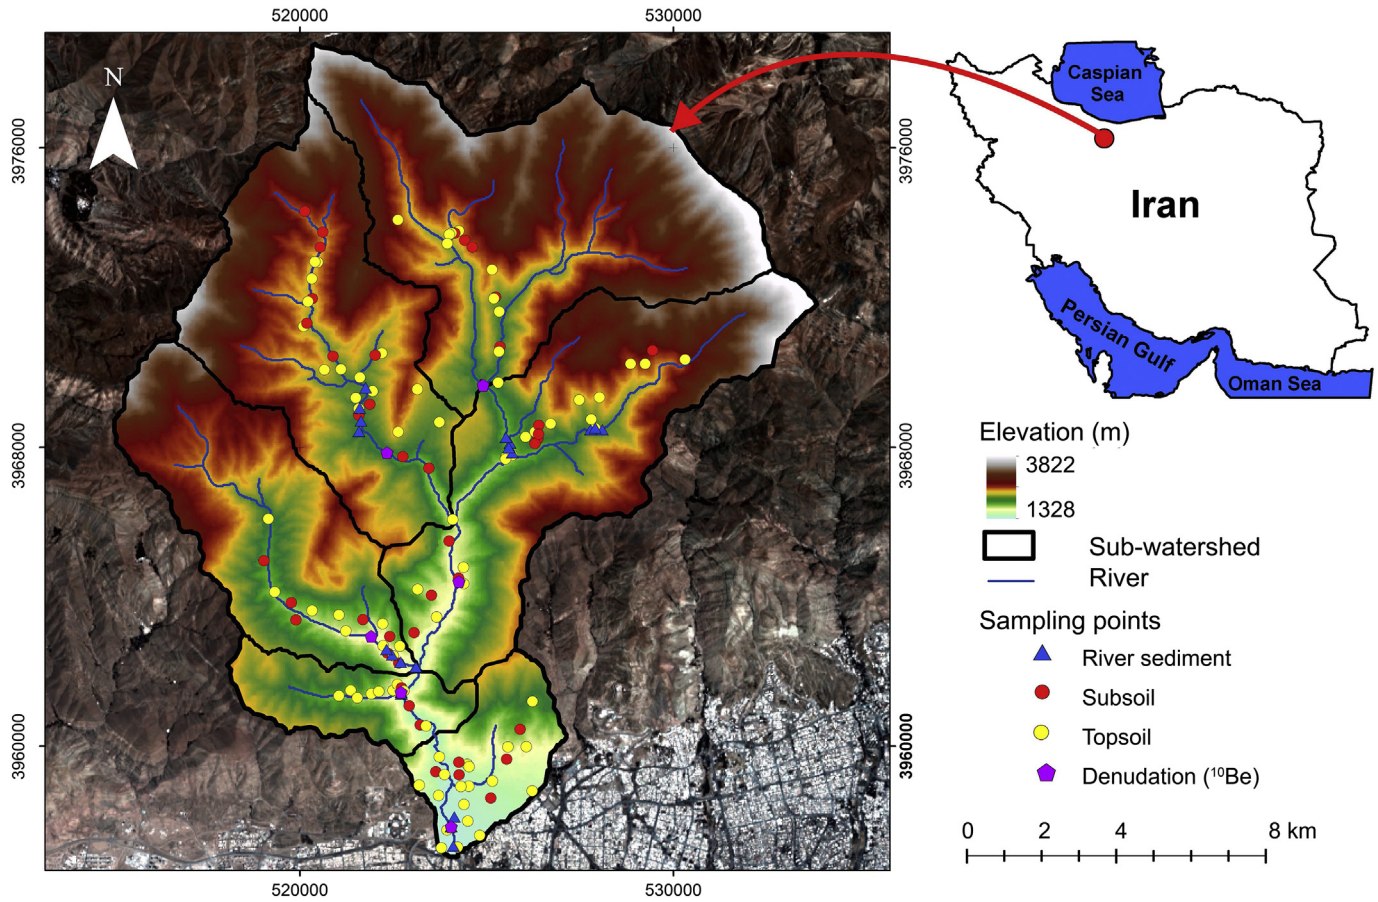 520000
530000
N
3976000
3968000
3960000
3976000
3968000
3960000
520000
530000
Caspian
Sea
Iran
Persian Gulf
Oman Sea
Elevation (m)
3822
1328
Sub-watershed
River
Sampling points
River sediment
Subsoil
Topsoil
Denudation (¹⁰Be)
0 2 4 8 km